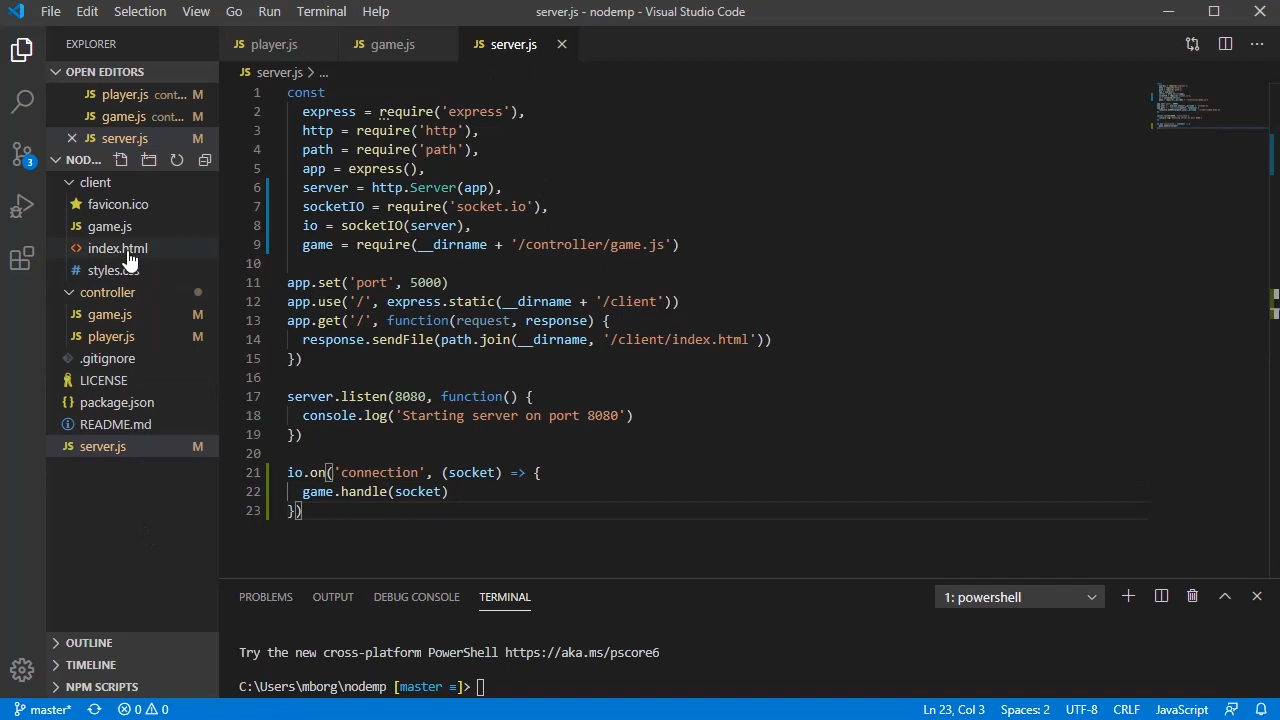 File Edit Selection View Go Run Terminal Help server.js - nodemp - Visual Studio Code
EXPLORER
OPEN EDITORS
player.js cont... M
game.js cont... M
server.js M
NOD...
client
favicon.ico
game.js
index.html
styles.css
controller
game.js M
player.js M
.gitignore
LICENSE
package.json
README.md
server.js M
OUTLINE
TIMELINE
NPM SCRIPTS
3
JS player.js JS game.js JS server.js
JS server.js > ...
1 const
2 express = require('express'),
3 http = require('http'),
4 path = require('path'),
5 app = express(),
6 server = http.Server(app),
7 socketIO = require('socket.io'),
8 io = socketIO(server),
9 game = require(__dirname + '/controller/game.js')
10
11 app.set('port', 5000)
12 app.use('/', express.static(__dirname + '/client'))
13 app.get('/', function(request, response) {
14 response.sendFile(path.join(__dirname, '/client/index.html'))
15 })
16
17 server.listen(8080, function() {
18 console.log('Starting server on port 8080')
19 })
20
21 io.on('connection', (socket) => {
22 game.handle(socket)
23 })
PROBLEMS OUTPUT DEBUG CONSOLE TERMINAL 1: powershell
Try the new cross-platform PowerShell https://aka.ms/pscore6
C:\Users\mborg\nodemp [master ≡]>
master* 0 0 Ln 23, Col 3 Spaces: 2 UTF-8 CRLF JavaScript